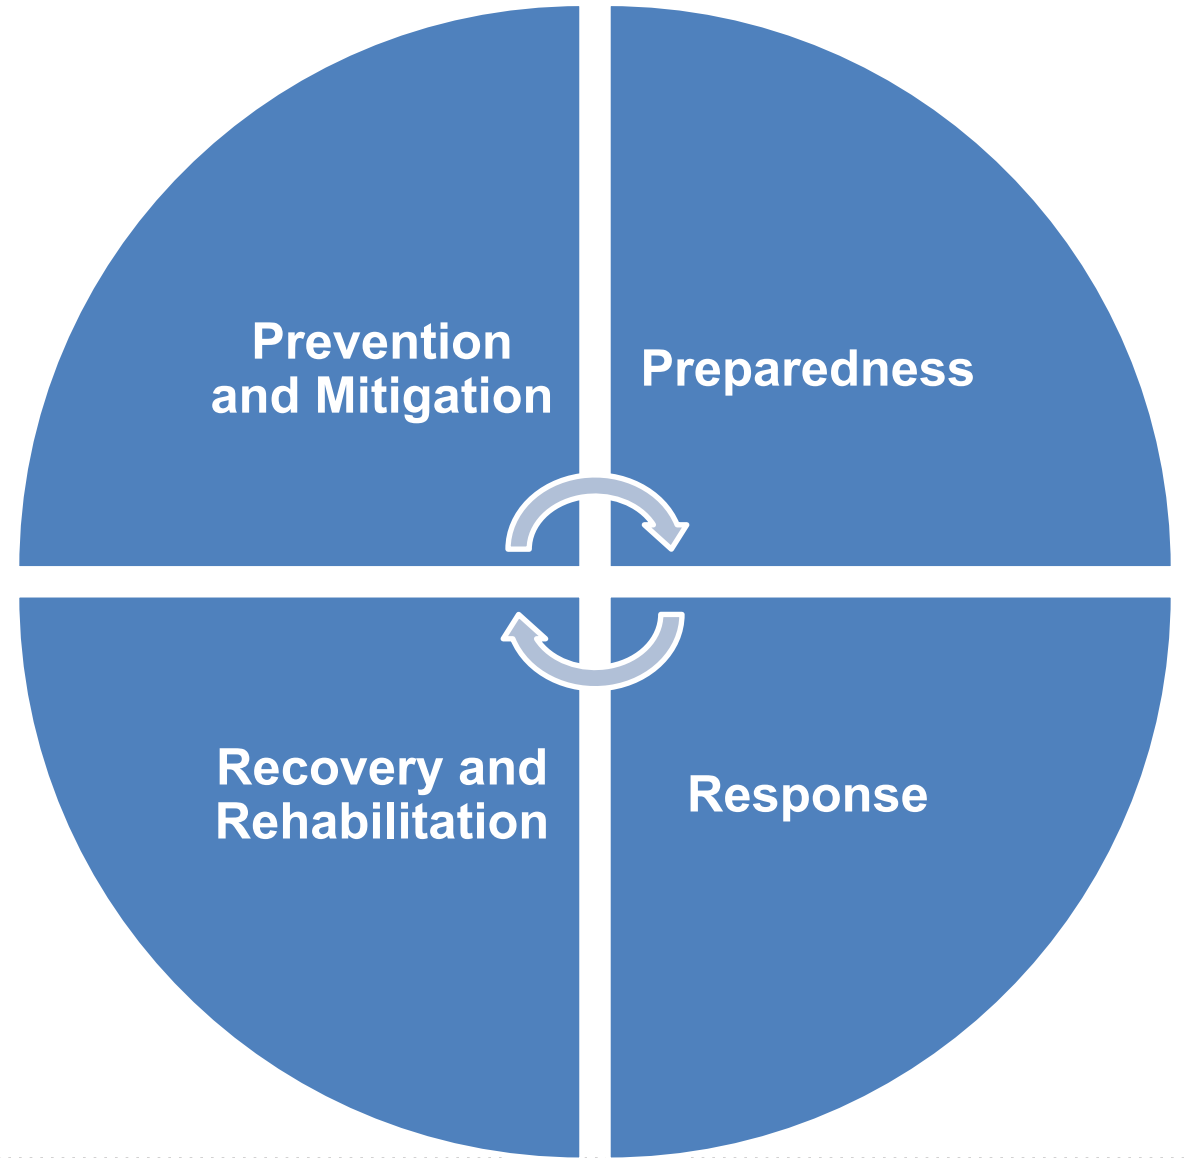 Prevention
and Mitigation
Preparedness
Recovery and
Rehabilitation
Response